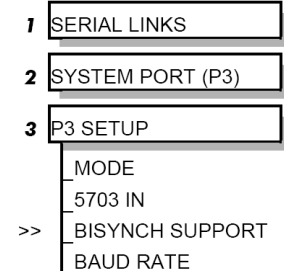 1 SERIAL LINKS
2 SYSTEM PORT (P3)
3 P3 SETUP
MODE
5703 IN
>> BISYNCH SUPPORT
BAUD RATE